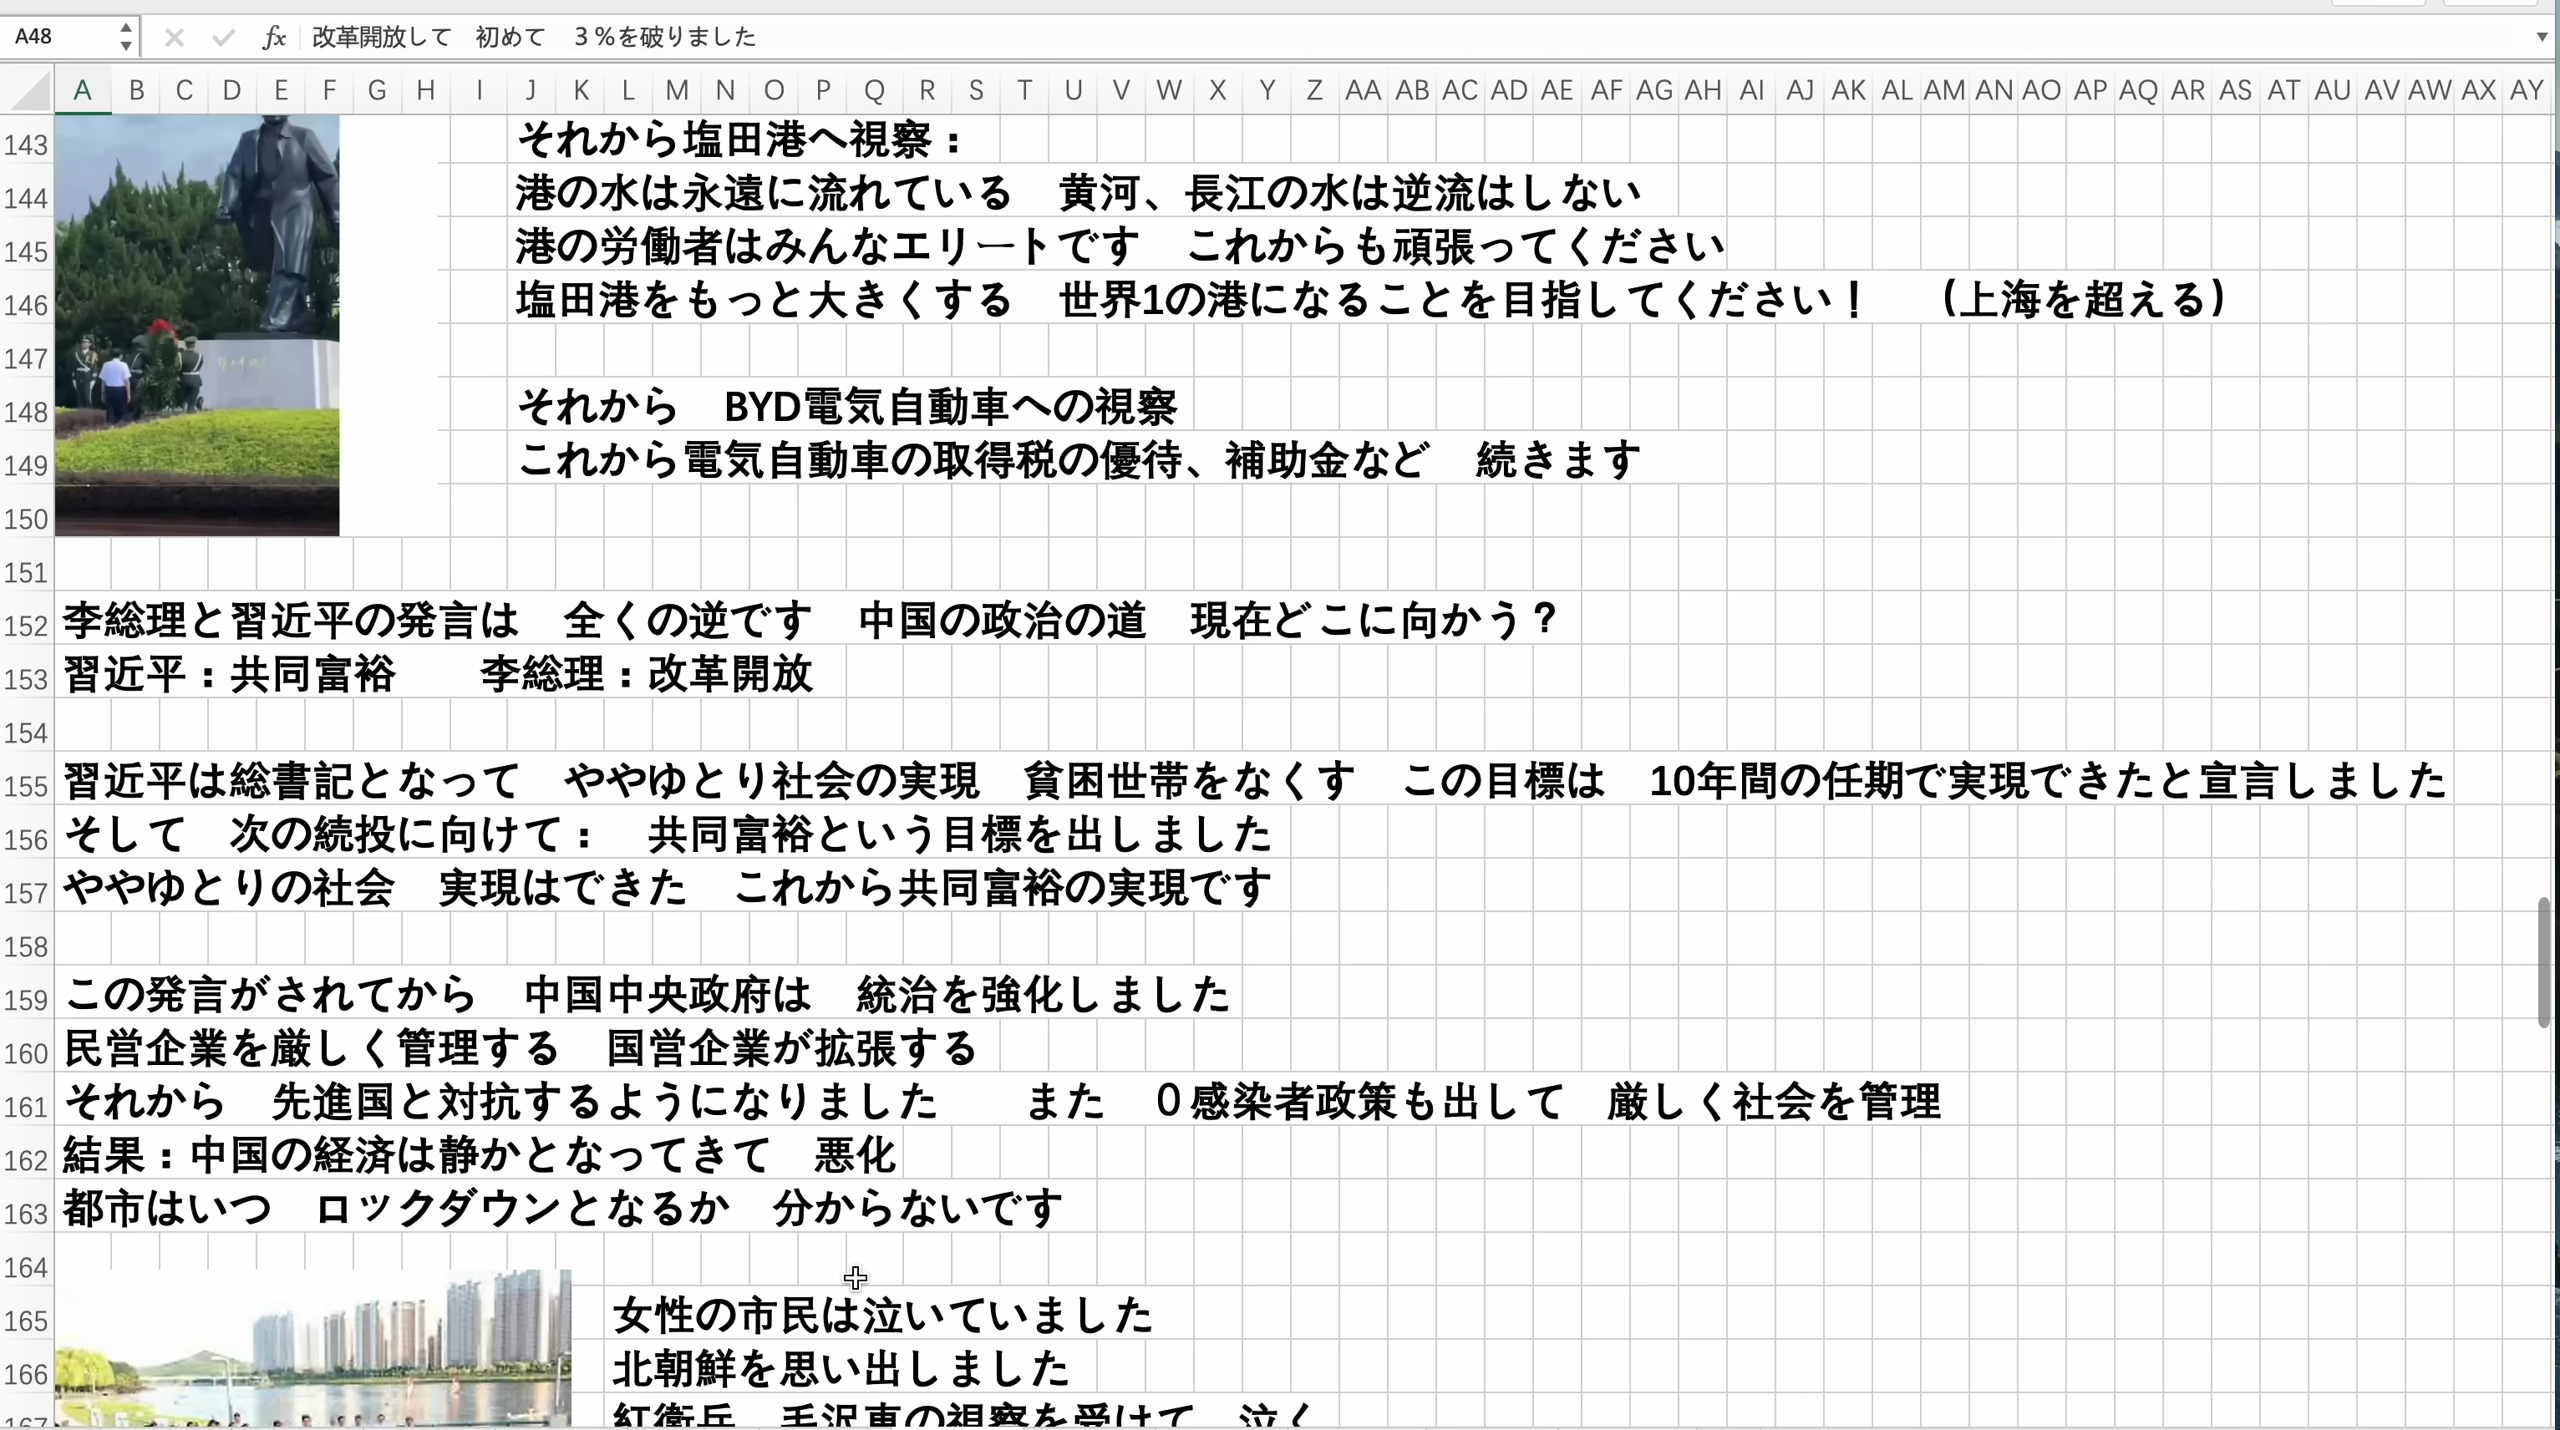 A48
fx 改革開放して　初めて　３％を破りました
A B C D E F G H I J K L M N O P Q R S T U V W X Y Z AA AB AC AD AE AF AG AH AI AJ AK AL AM AN AO AP AQ AR AS AT AU AV AW AX AY
143 それから塩田港へ視察：
144 港の水は永遠に流れている　黄河、長江の水は逆流はしない
145 港の労働者はみんなエリートです　これからも頑張ってください
146 塩田港をもっと大きくする　世界1の港になることを目指してください！　（上海を超える）
147
148 それから　BYD電気自動車への視察
149 これから電気自動車の取得税の優待、補助金など　続きます
150
151
152 李総理と習近平の発言は　全くの逆です　中国の政治の道　現在どこに向かう？
153 習近平：共同富裕　　李総理：改革開放
154
155 習近平は総書記となって　ややゆとり社会の実現　貧困世帯をなくす　この目標は　10年間の任期で実現できたと宣言しました
156 そして　次の続投に向けて：　共同富裕という目標を出しました
157 ややゆとりの社会　実現はできた　これから共同富裕の実現です
158
159 この発言がされてから　中国中央政府は　統治を強化しました
160 民営企業を厳しく管理する　国営企業が拡張する
161 それから　先進国と対抗するようになりました　　また　０感染者政策も出して　厳しく社会を管理
162 結果：中国の経済は静かとなってきて　悪化
163 都市はいつ　ロックダウンとなるか　分からないです
164
165 女性の市民は泣いていました
166 北朝鮮を思い出しました
167 紅衛兵　毛沢東の視察を受けて　泣く